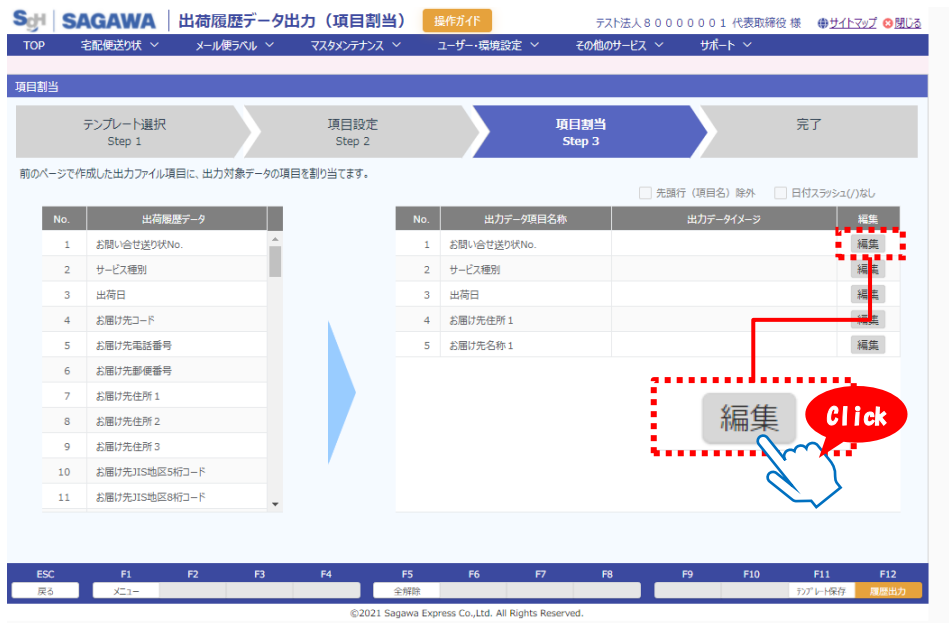 SGH SAGAWA 出荷履歴データ出力（項目割当） 操作ガイド テスト法人８００００００１ 代表取締役 様 サイトマップ 閉じる
TOP 宅配便送り状 メール便ラベル マスタメンテナンス ユーザー・環境設定 その他のサービス サポート
項目割当
テンプレート選択 項目設定 項目割当 完了
Step 1 Step 2 Step 3
前のページで作成した出力ファイル項目に、出力対象データの項目を割り当てます。
先頭行（項目名）除外 日付スラッシュ(/)なし
No. 出荷履歴データ No. 出力データ項目名称 出力データイメージ 編集
1 お問い合せ送り状No. 1 お問い合せ送り状No. 編集
2 サービス種別 2 サービス種別 編集
3 出荷日 3 出荷日 編集
4 お届け先コード 4 お届け先住所１ 編集
5 お届け先電話番号 5 お届け先名称１ 編集
6 お届け先郵便番号
7 お届け先住所１
8 お届け先住所２
編集 Click
9 お届け先住所３
10 お届け先JIS地区5桁コード
11 お届け先JIS地区8桁コード
ESC F1 F2 F3 F4 F5 F6 F7 F8 F9 F10 F11 F12
戻る メニュー 全解除 テンプレート保存 履歴出力
©2021 Sagawa Express Co.,Ltd. All Rights Reserved.